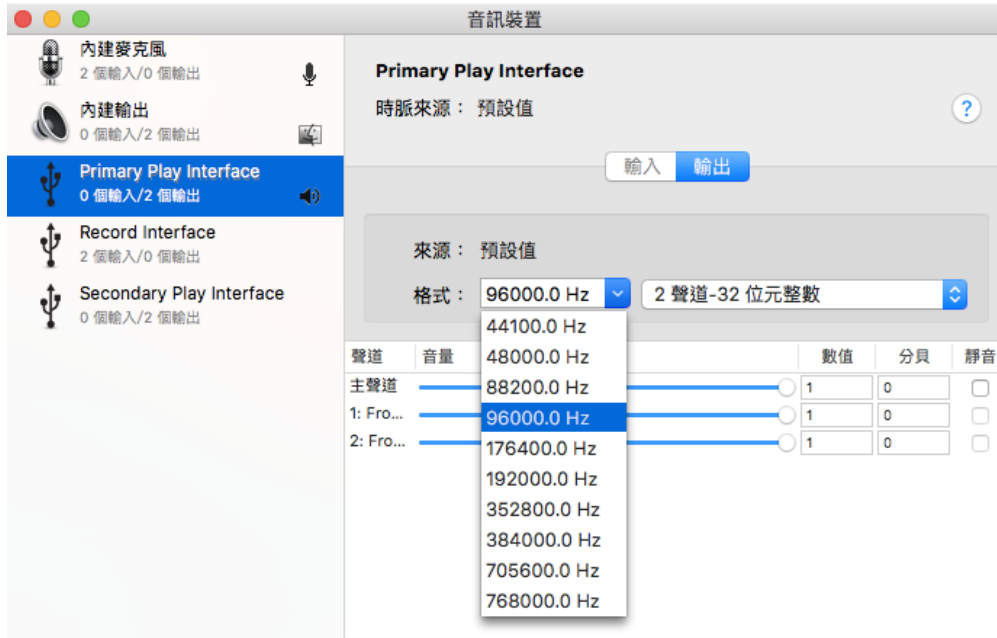 音訊裝置
內建麥克風
2 個輸入/0 個輸出
內建輸出
0 個輸入/2 個輸出
Primary Play Interface
0 個輸入/2 個輸出
Record Interface
2 個輸入/0 個輸出
Secondary Play Interface
0 個輸入/2 個輸出
Primary Play Interface
時脈來源： 預設值
?
輸入 輸出
來源： 預設值
格式： 96000.0 Hz 2 聲道-32 位元整數
44100.0 Hz
48000.0 Hz
88200.0 Hz
96000.0 Hz
176400.0 Hz
192000.0 Hz
352800.0 Hz
384000.0 Hz
705600.0 Hz
768000.0 Hz
聲道 音量 數值 分貝 靜音
主聲道 1 0
1: Fro... 1 0
2: Fro... 1 0